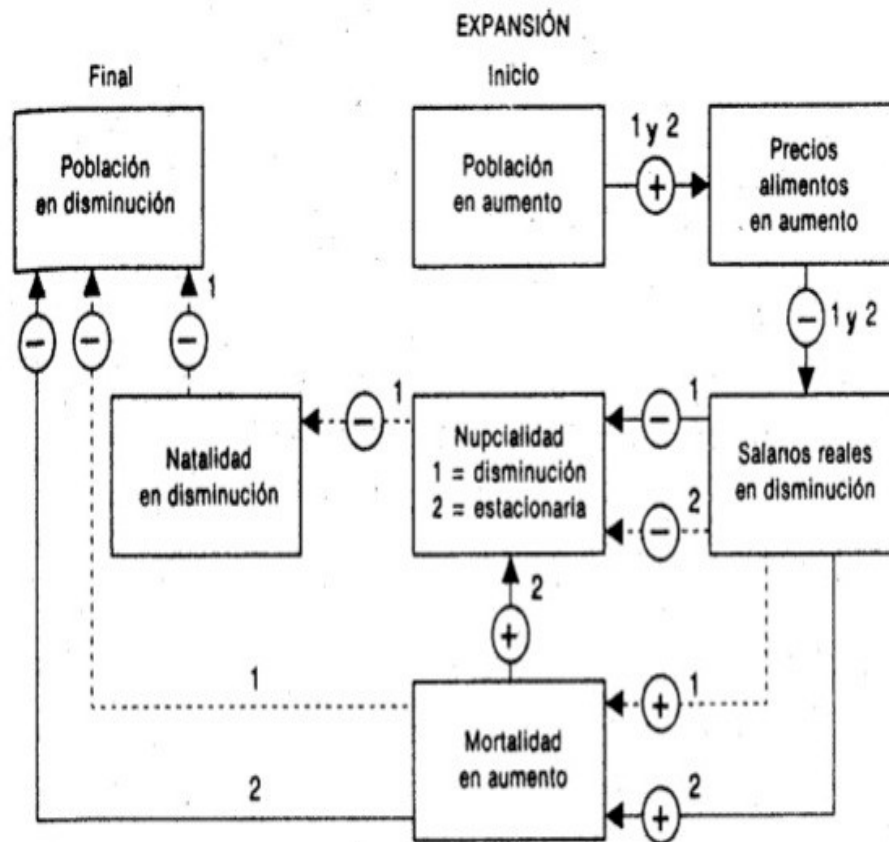 EXPANSIÓN
Final
Inicio
Población
en disminución
Población
en aumento
1 y 2
+
Precios
alimentos
en aumento
−
−
−
1
−
1 y 2
Natalidad
en disminución
−
1
Nupcialidad
1 = disminución
2 = estacionaria
−
1
−
2
Salarios reales
en disminución
+
2
1
2
Mortalidad
en aumento
+
1
+
2